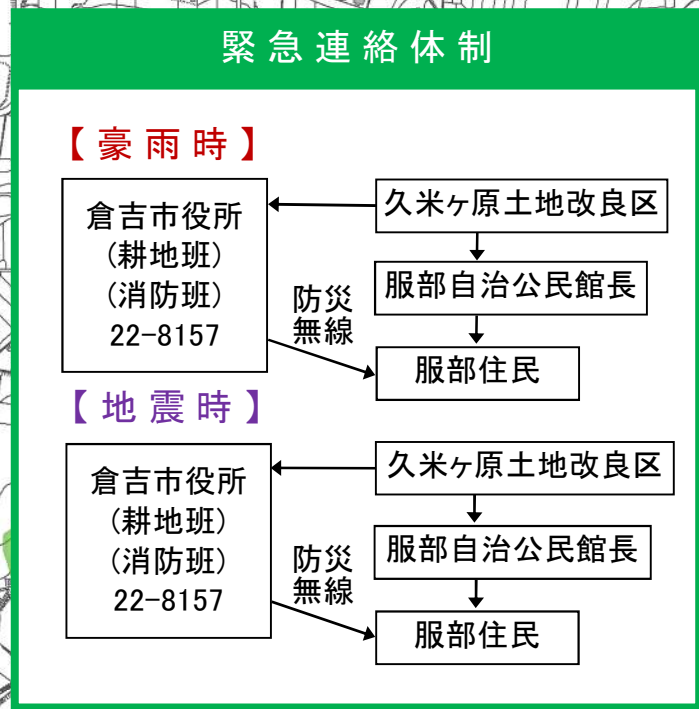 緊急連絡体制
【豪雨時】
倉吉市役所
(耕地班)
(消防班)
22-8157
防災
無線
久米ヶ原土地改良区
服部自治公民館長
服部住民
【地震時】
倉吉市役所
(耕地班)
(消防班)
22-8157
防災
無線
久米ヶ原土地改良区
服部自治公民館長
服部住民